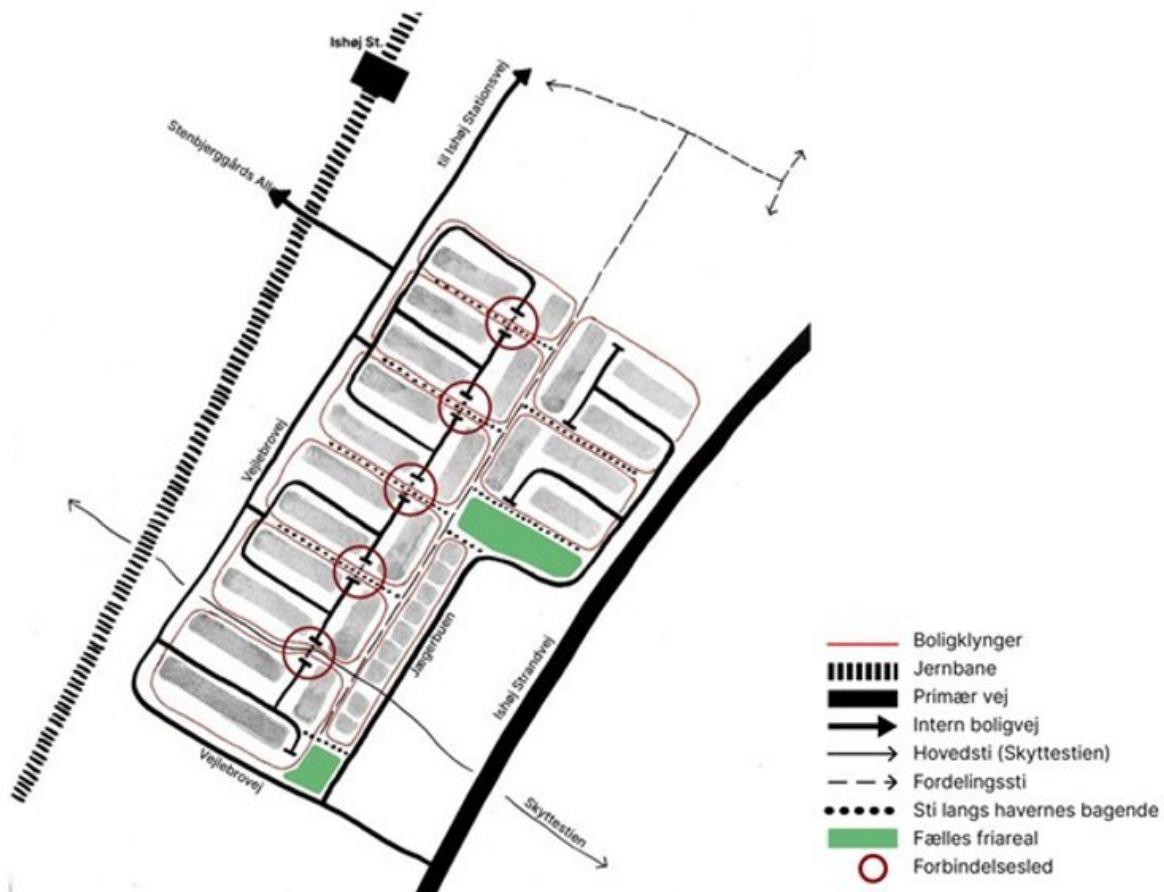 Ishøj St.
til Ishøj Stationsvej
Stenbjerggårds Allé
Vejlebrovej
Jægerbuen
Ishøj Strandvej
Vejlebrovej
Skyttestien
Boligklynger
Jernbane
Primær vej
Intern boligvej
Hovedsti (Skyttestien)
Fordelingssti
Sti langs havernes bagende
Fælles friareal
Forbindelsesled